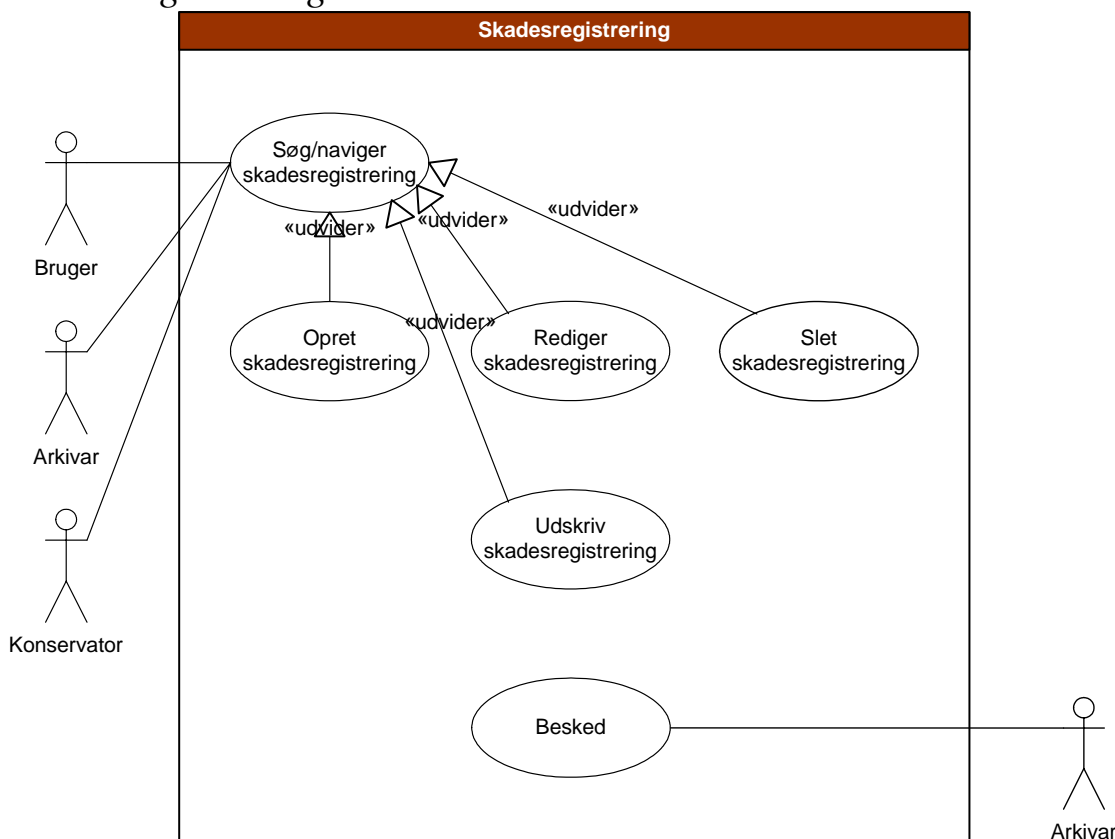 Skadesregistrering
Søg/naviger
skadesregistrering
«udvider»
«udvider»
«udvider»
Bruger
Opret
skadesregistrering
«udvider»
Rediger
skadesregistrering
Slet
skadesregistrering
Arkivar
Udskriv
skadesregistrering
Konservator
Besked
Arkivar